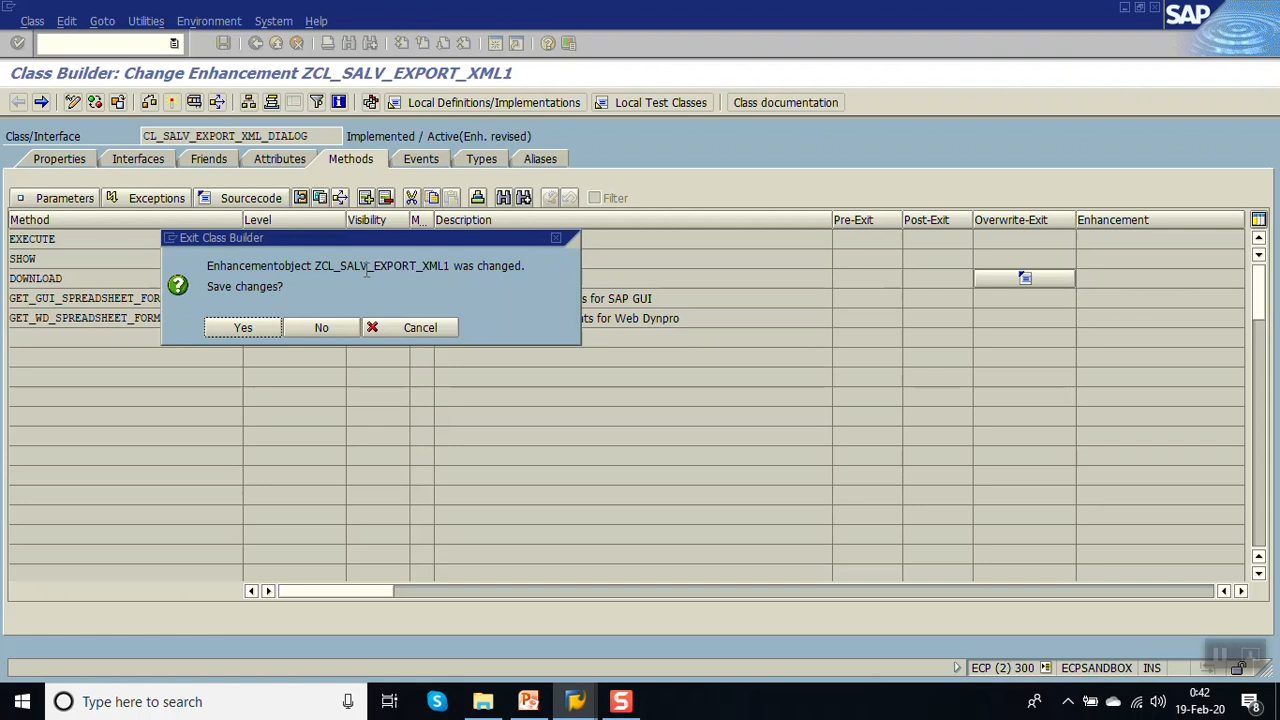 Class Edit Goto Utilities Environment System Help
SAP
Class Builder: Change Enhancement ZCL_SALV_EXPORT_XML1
Local Definitions/Implementations Local Test Classes Class documentation
Class/Interface CL_SALV_EXPORT_XML_DIALOG Implemented / Active(Enh. revised)
Properties Interfaces Friends Attributes Methods Events Types Aliases
Parameters Exceptions Sourcecode Filter
Method Level Visibility M... Description Pre-Exit Post-Exit Overwrite-Exit Enhancement
EXECUTE
Exit Class Builder
SHOW
Enhancementobject ZCL_SALV_EXPORT_XML1 was changed.
DOWNLOAD
Save changes?
GET_GUI_SPREADSHEET_FORM ts for SAP GUI
GET_WD_SPREADSHEET_FORM ts for Web Dynpro
Yes No Cancel
ECP (2) 300 ECPSANDBOX INS
Type here to search
0:42
19-Feb-20
8